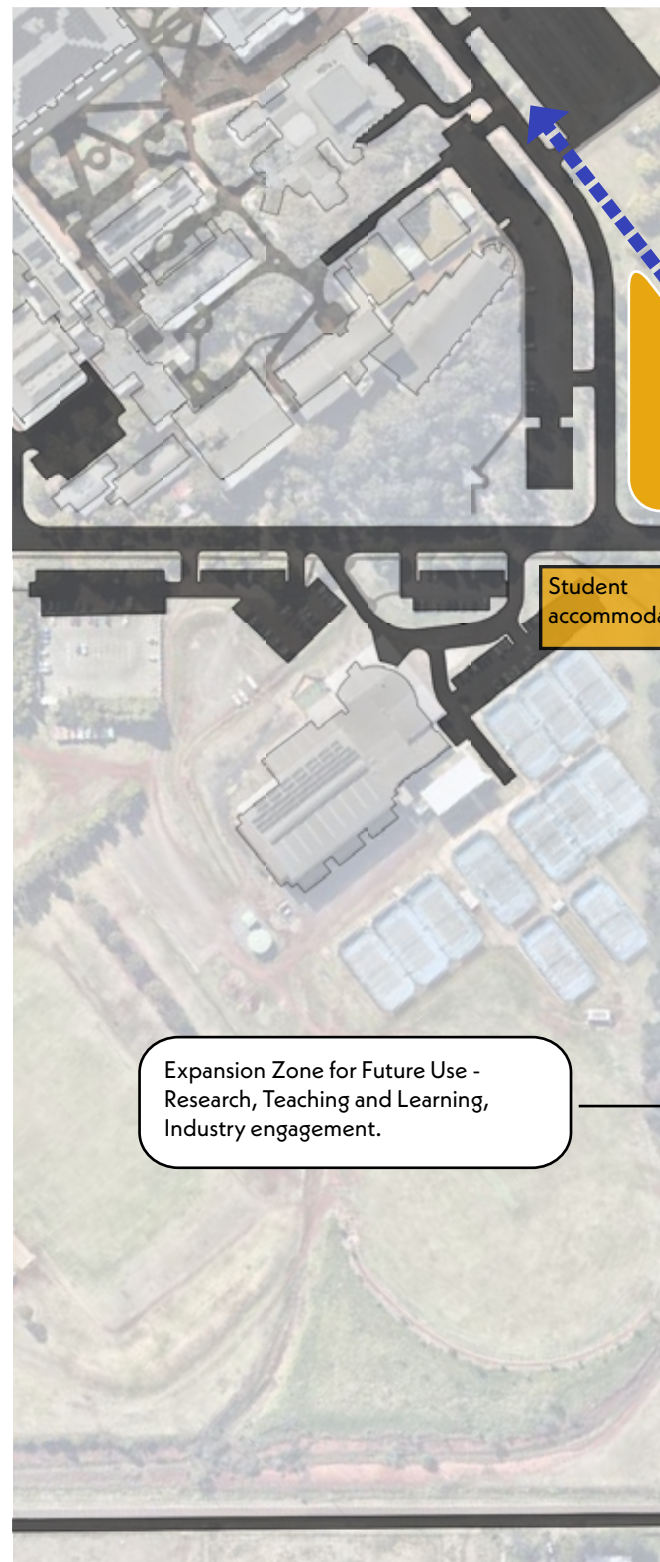 Student
accommoda
Expansion Zone for Future Use -
Research, Teaching and Learning,
Industry engagement.